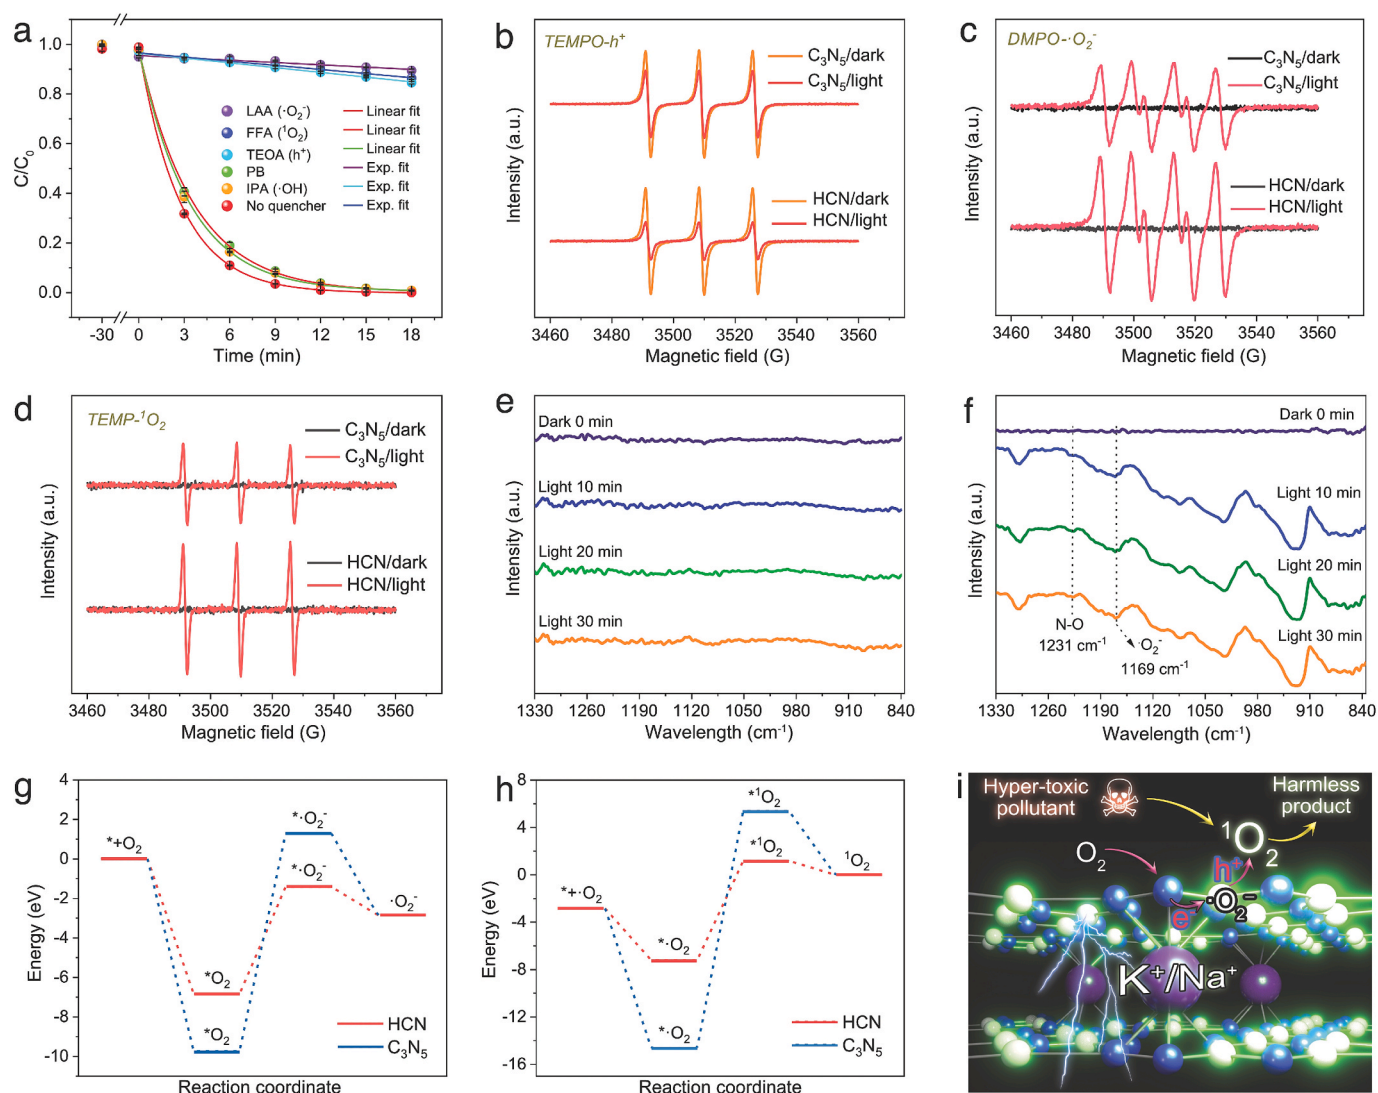 a
C/C0
1.0
0.8
0.6
0.4
0.2
0.0
LAA (·O2-)
FFA (1O2)
TEOA (h+)
PB
IPA (·OH)
No quencher
Linear fit
Linear fit
Linear fit
Exp. fit
Exp. fit
Exp. fit
-30 0 3 6 9 12 15 18
Time (min)
b
TEMPO-h+
C3N5/dark
C3N5/light
HCN/dark
HCN/light
Intensity (a.u.)
3460 3480 3510 3520 3540 3560
Magnetic field (G)
c
DMPO-·O2-
C3N5/dark
C3N5/light
HCN/dark
HCN/light
Intensity (a.u.)
3460 3480 3500 3520 3540 3560
Magnetic field (G)
d
TEMP-1O2
C3N5/dark
C3N5/light
HCN/dark
HCN/light
Intensity (a.u.)
3460 3480 3510 3520 3540 3560
Magnetic field (G)
e
Dark 0 min
Light 10 min
Light 20 min
Light 30 min
Intensity (a.u.)
1330 1260 1190 1120 1050 980 910 840
Wavelength (cm-1)
f
Dark 0 min
Light 10 min
Light 20 min
Light 30 min
N-O
1231 cm-1
·O2-
1169 cm-1
Intensity (a.u.)
1330 1260 1190 1120 1050 980 910 840
Wavelength (cm-1)
g
Energy (eV)
4
2
0
-2
-4
-6
-8
-10
*+O2
*O2
*O2
*·O2-
*·O2-
·O2-
HCN
C3N5
Reaction coordinate
h
Energy (eV)
8
4
0
-4
-8
-12
-16
*+·O2
*·O2
*·O2
*1O2
*1O2
1O2
HCN
C3N5
Reaction coordinate
i
Hyper-toxic
pollutant
Harmless
product
O2
1O2
h+
e-
·O2-
K+/Na+